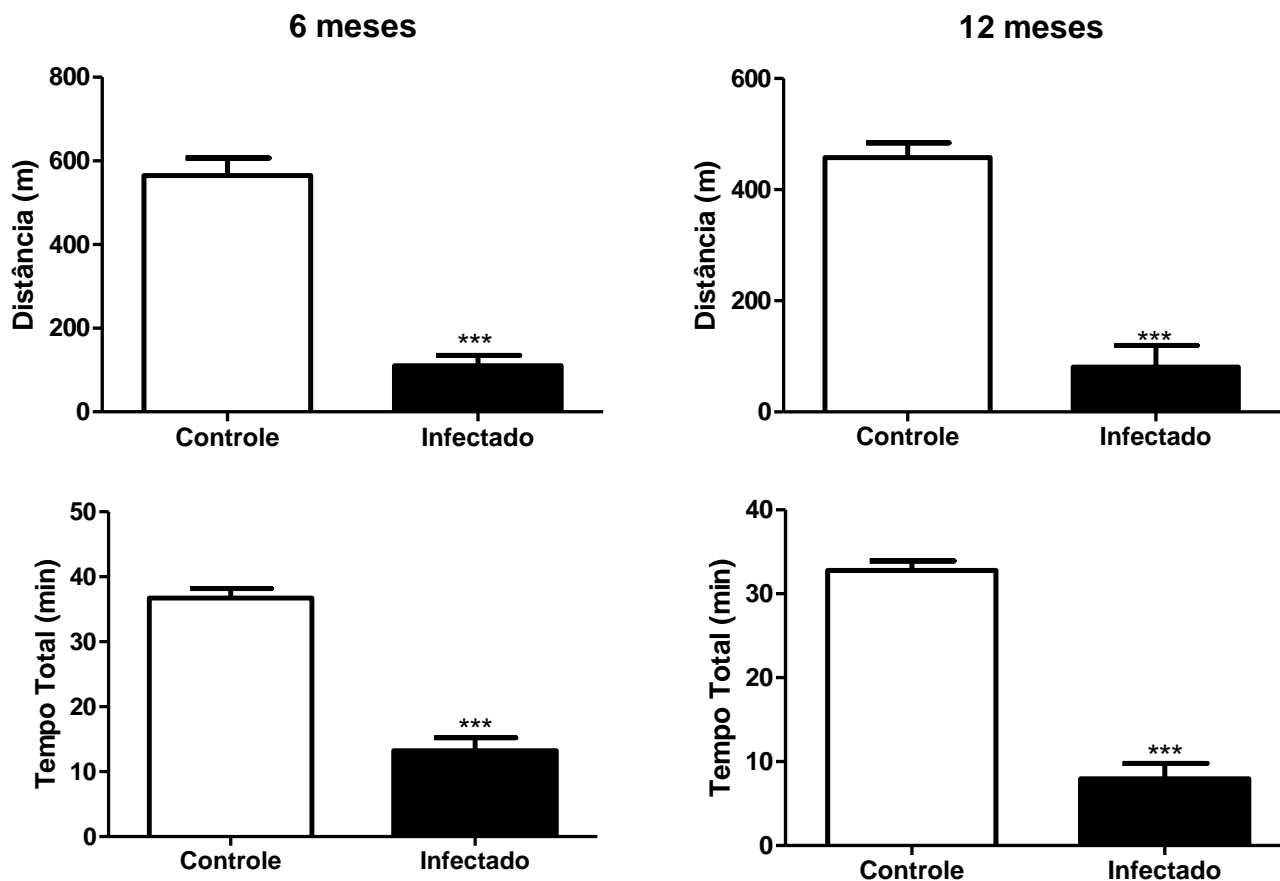 6 meses
12 meses
Distância (m)
800
600
400
200
0
***
Controle
Infectado
Distância (m)
600
400
200
0
***
Controle
Infectado
Tempo Total (min)
50
40
30
20
10
0
***
Controle
Infectado
Tempo Total (min)
40
30
20
10
0
***
Controle
Infectado